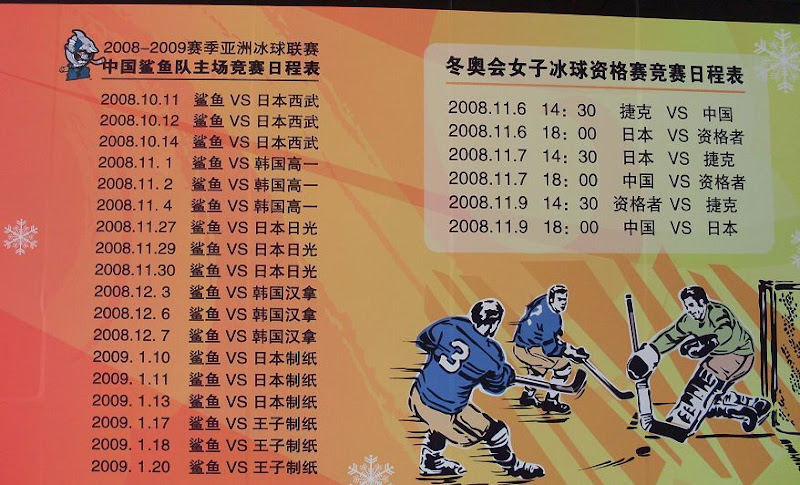 2008-2009赛季亚洲冰球联赛
中国鲨鱼队主场竞赛日程表
2008.10.11 鲨鱼 VS 日本西武
2008.10.12 鲨鱼 VS 日本西武
2008.10.14 鲨鱼 VS 日本西武
2008.11. 1 鲨鱼 VS 韩国高一
2008.11. 2 鲨鱼 VS 韩国高一
2008.11. 4 鲨鱼 VS 韩国高一
2008.11.27 鲨鱼 VS 日本日光
2008.11.29 鲨鱼 VS 日本日光
2008.11.30 鲨鱼 VS 日本日光
2008.12. 3 鲨鱼 VS 韩国汉拿
2008.12. 6 鲨鱼 VS 韩国汉拿
2008.12. 7 鲨鱼 VS 韩国汉拿
2009. 1.10 鲨鱼 VS 日本制纸
2009. 1.11 鲨鱼 VS 日本制纸
2009. 1.13 鲨鱼 VS 日本制纸
2009. 1.17 鲨鱼 VS 王子制纸
2009. 1.18 鲨鱼 VS 王子制纸
2009. 1.20 鲨鱼 VS 王子制纸
冬奥会女子冰球资格赛竞赛日程表
2008.11.6 14：30 捷克 VS 中国
2008.11.6 18：00 日本 VS 资格者
2008.11.7 14：30 日本 VS 捷克
2008.11.7 18：00 中国 VS 资格者
2008.11.9 14：30 资格者 VS 捷克
2008.11.9 18：00 中国 VS 日本
3